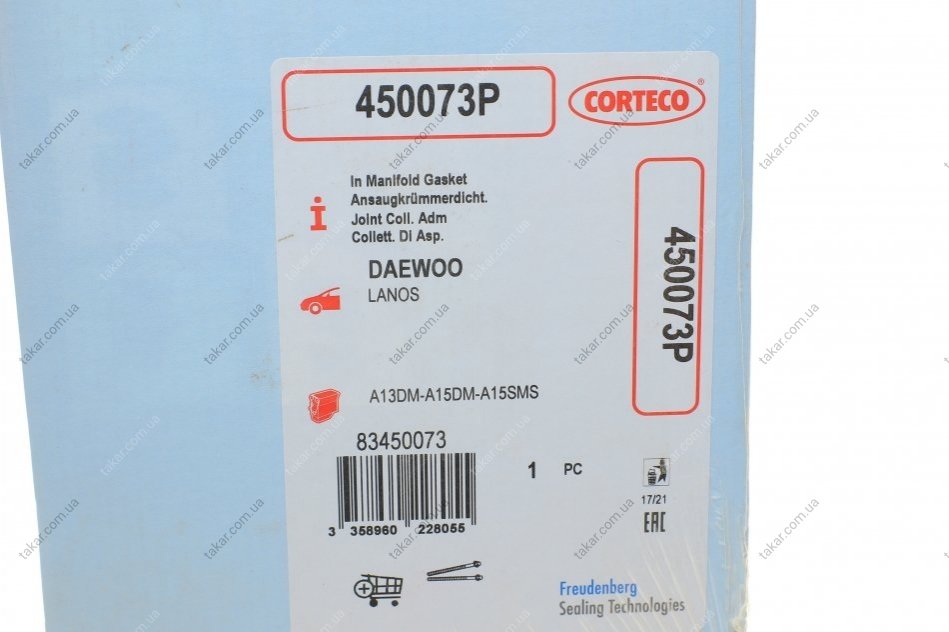 450073P
CORTECO®
In Manifold Gasket
Ansaugkrümmerdicht.
Joint Coll. Adm
Collett. Di Asp.
DAEWOO
LANOS
450073P
A13DM-A15DM-A15SMS
83450073
1 PC
3 358960 228055
17/21
EAC
Freudenberg
Sealing Technologies
takar.com.ua